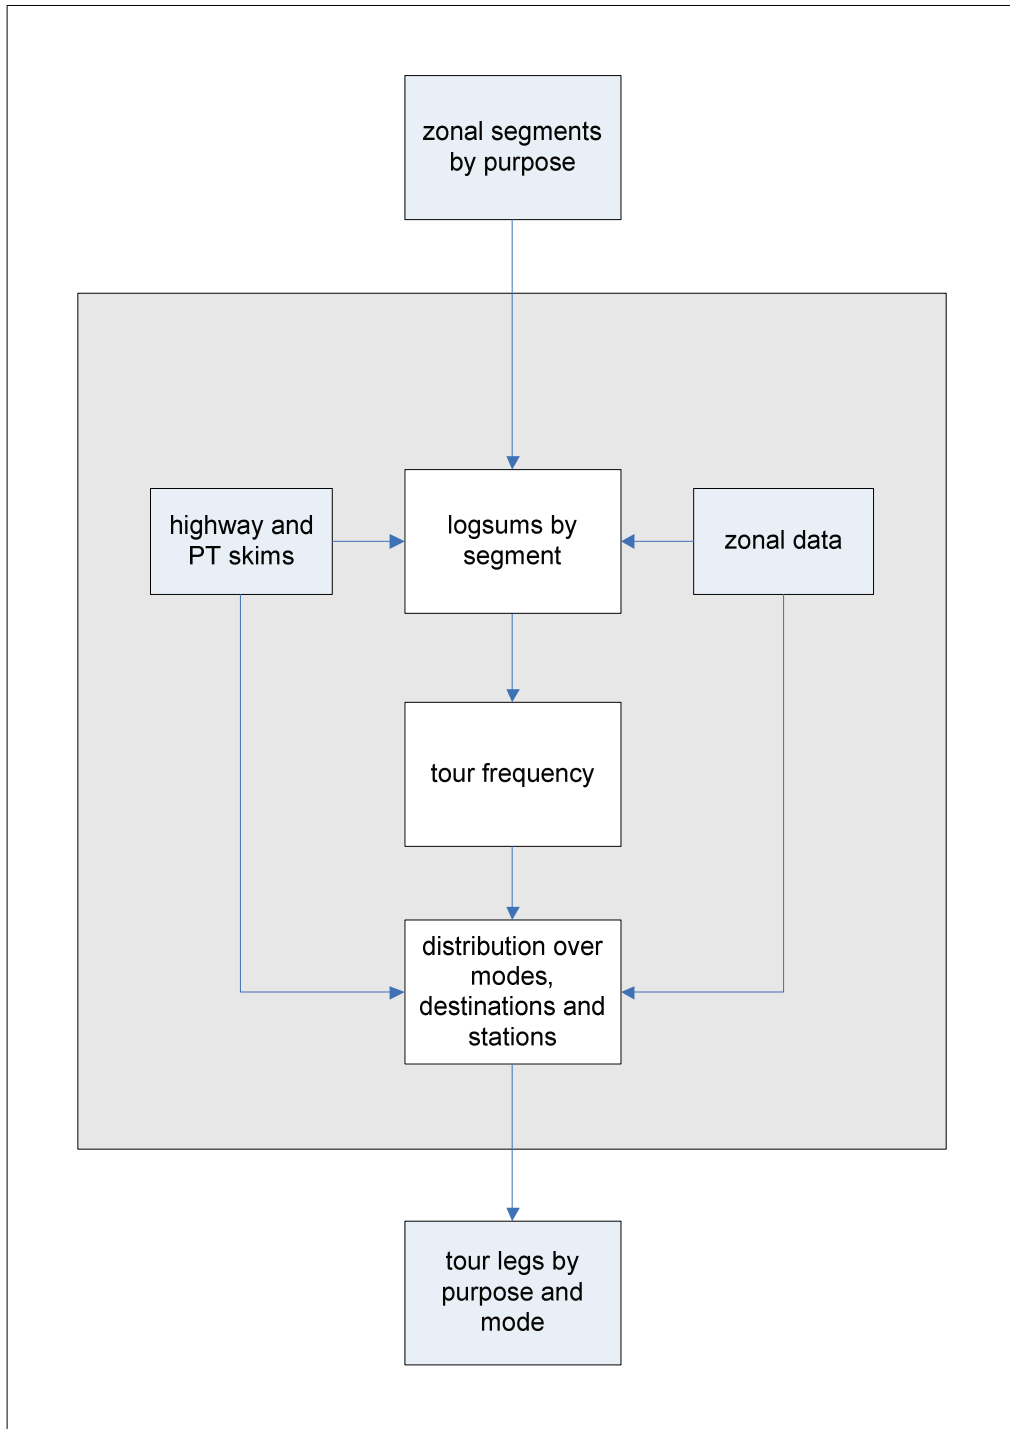 zonal segments
by purpose
highway and
PT skims
logsums by
segment
zonal data
tour frequency
distribution over
modes,
destinations and
stations
tour legs by
purpose and
mode